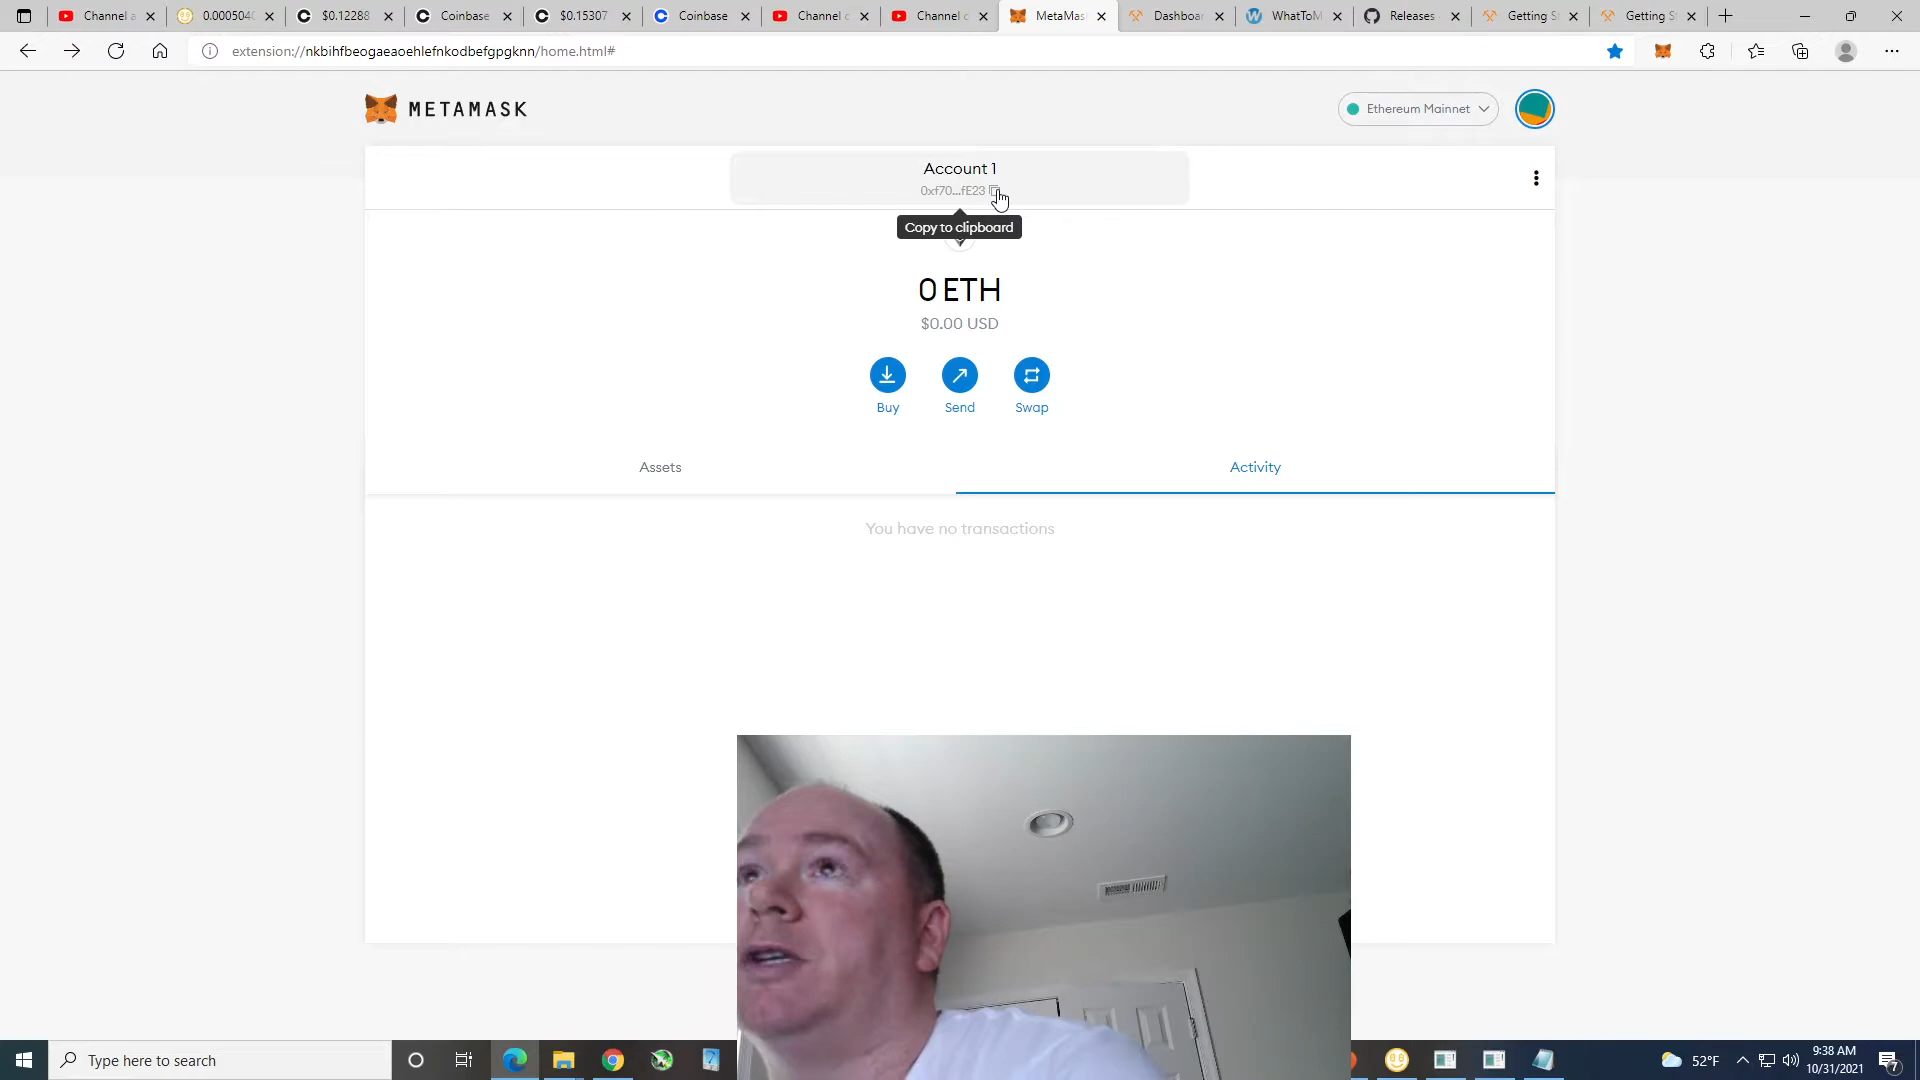 Channel a
0.000504
$0.12288
Coinbase
$0.15307
Coinbase
Channel c
Channel c
MetaMas
Dashboar
WhatToM
Releases
Getting S
Getting S
extension://nkbihfbeogaeaoehlefnkodbefgpgknn/home.html#
METAMASK
Ethereum Mainnet
Account 1
0xf70...fE23
Copy to clipboard
0 ETH
$0.00 USD
Buy
Send
Swap
Assets
Activity
You have no transactions
Type here to search
52°F
9:38 AM
10/31/2021
7